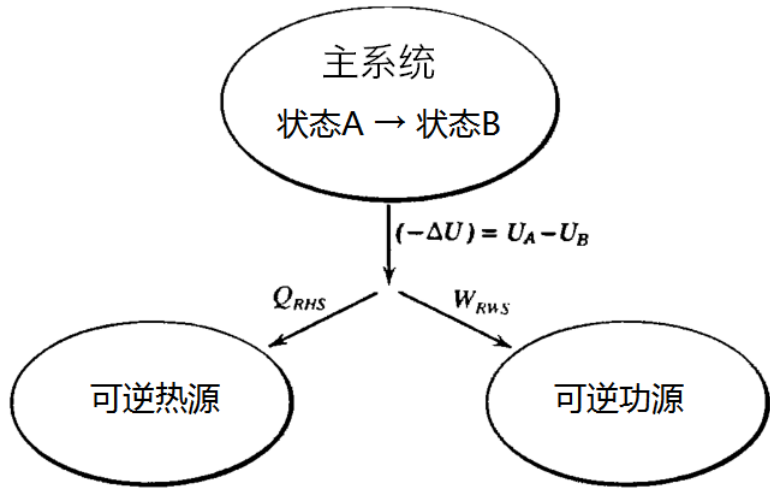 主系统
状态A → 状态B
(−ΔU) = U_A − U_B
Q_RHS
W_RWS
可逆热源
可逆功源